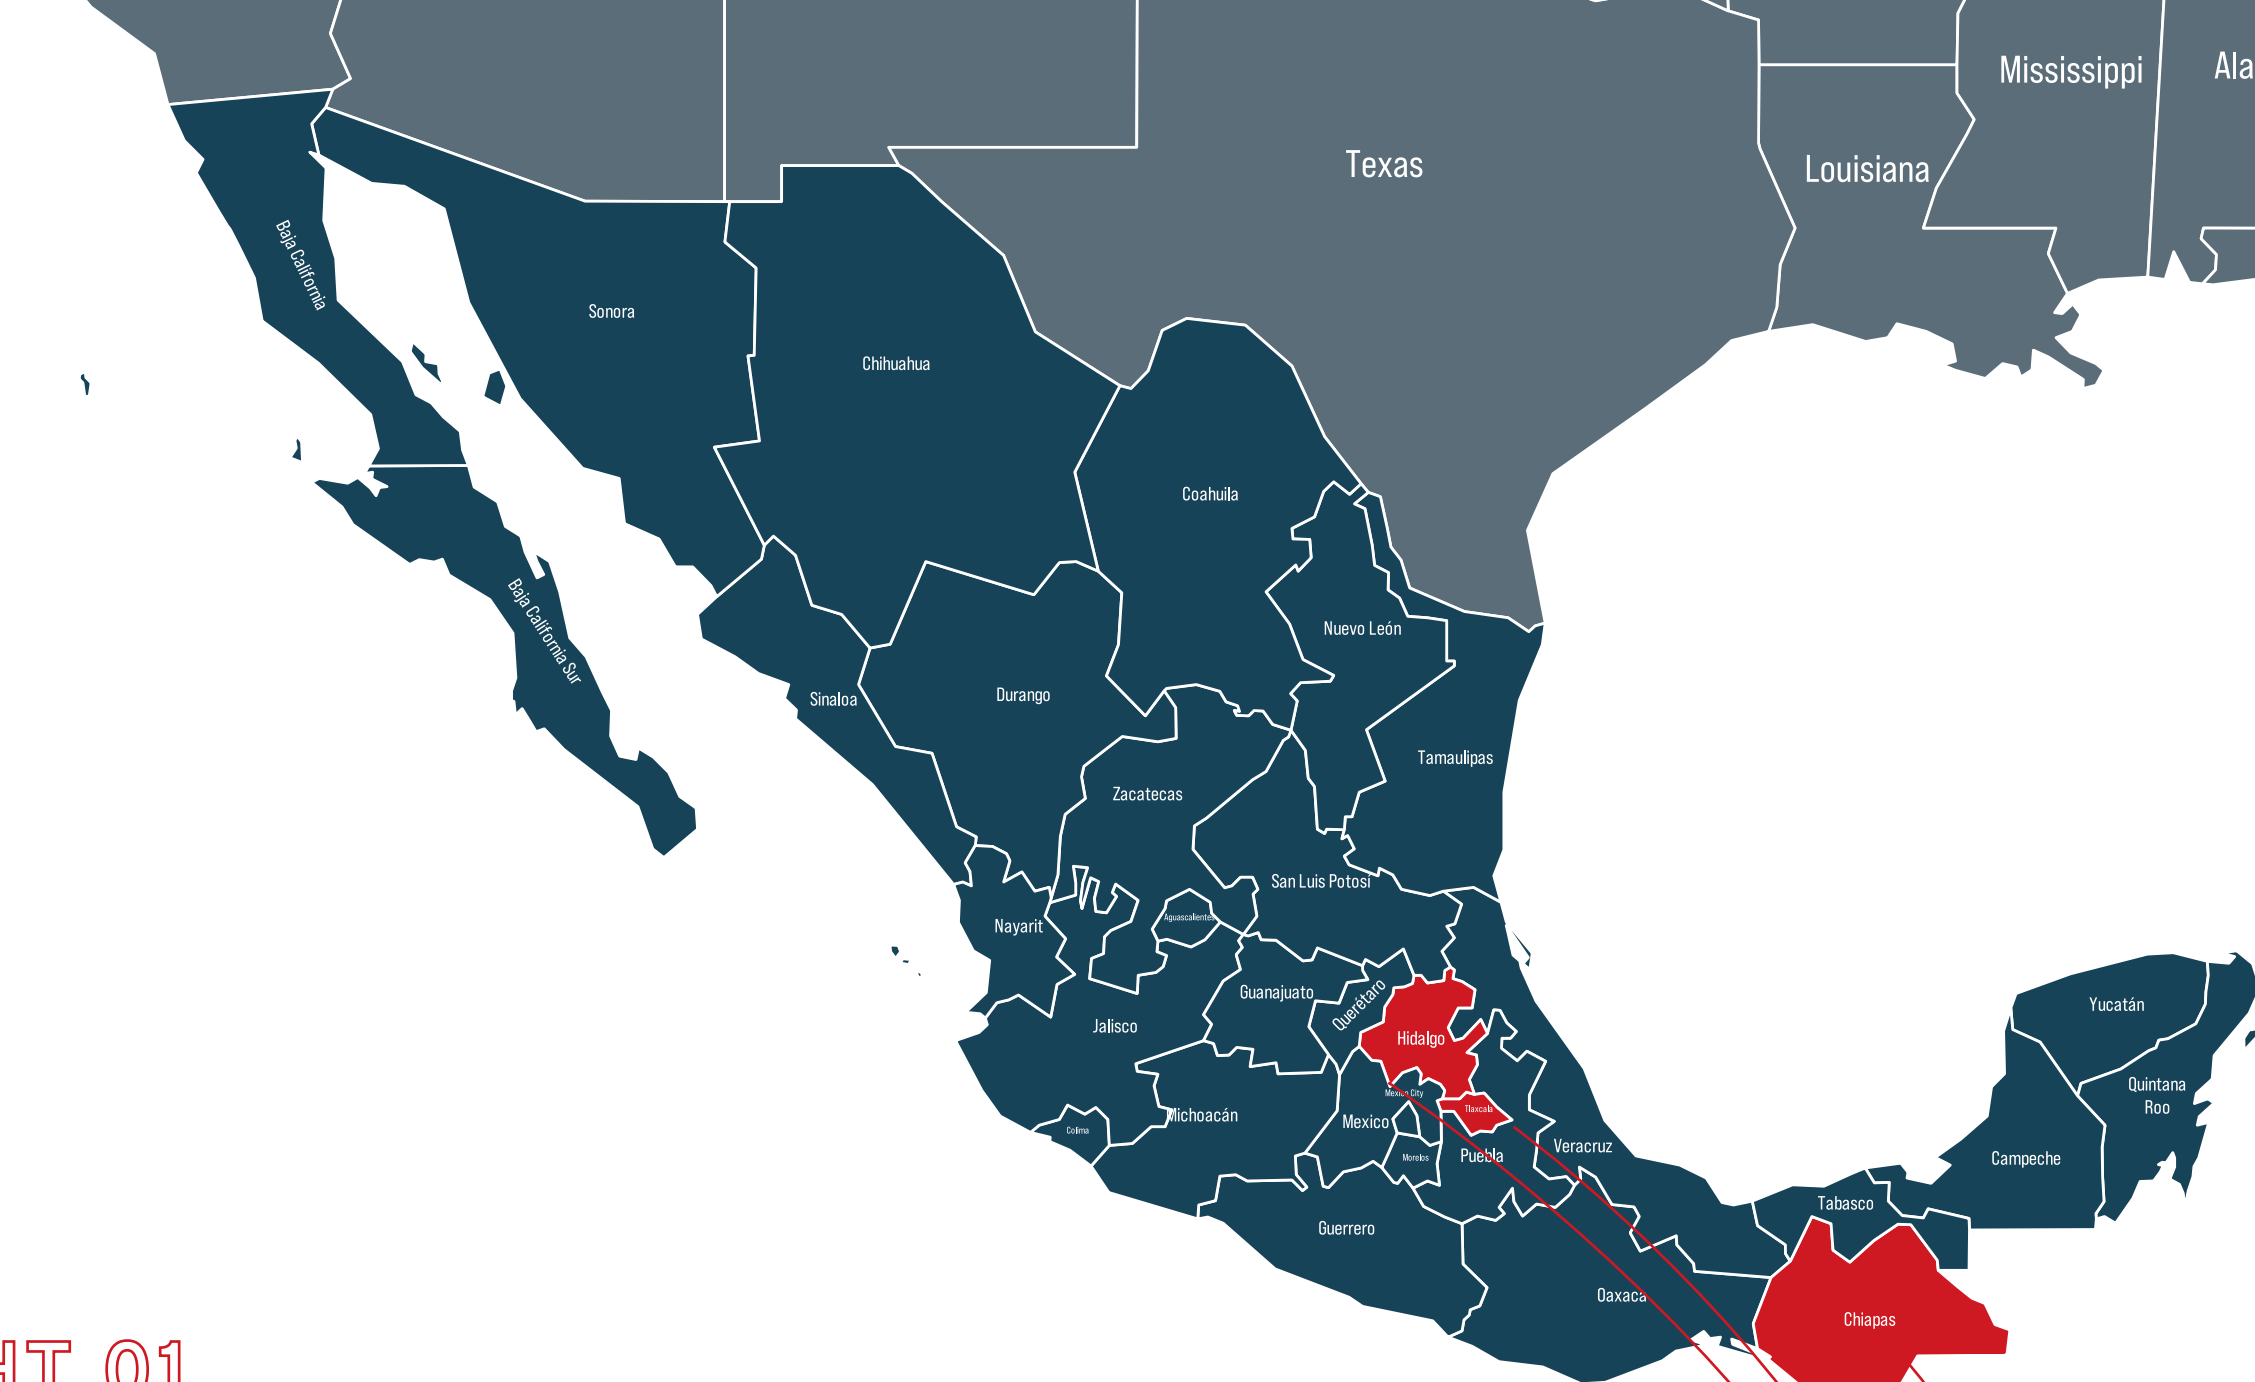 Mississippi
Ala
Texas
Louisiana
Baja California
Sonora
Chihuahua
Coahuila
Nuevo León
Baja California Sur
Sinaloa
Durango
Tamaulipas
Zacatecas
San Luis Potosí
Aguascalientes
Nayarit
Guanajuato
Querétaro
Yucatán
Jalisco
Hidalgo
Quintana
Roo
Mexico City
Tlaxcala
Michoacán
Mexico
Colima
Veracruz
Puebla
Morelos
Campeche
Tabasco
Guerrero
Oaxaca
Chiapas
HT 01